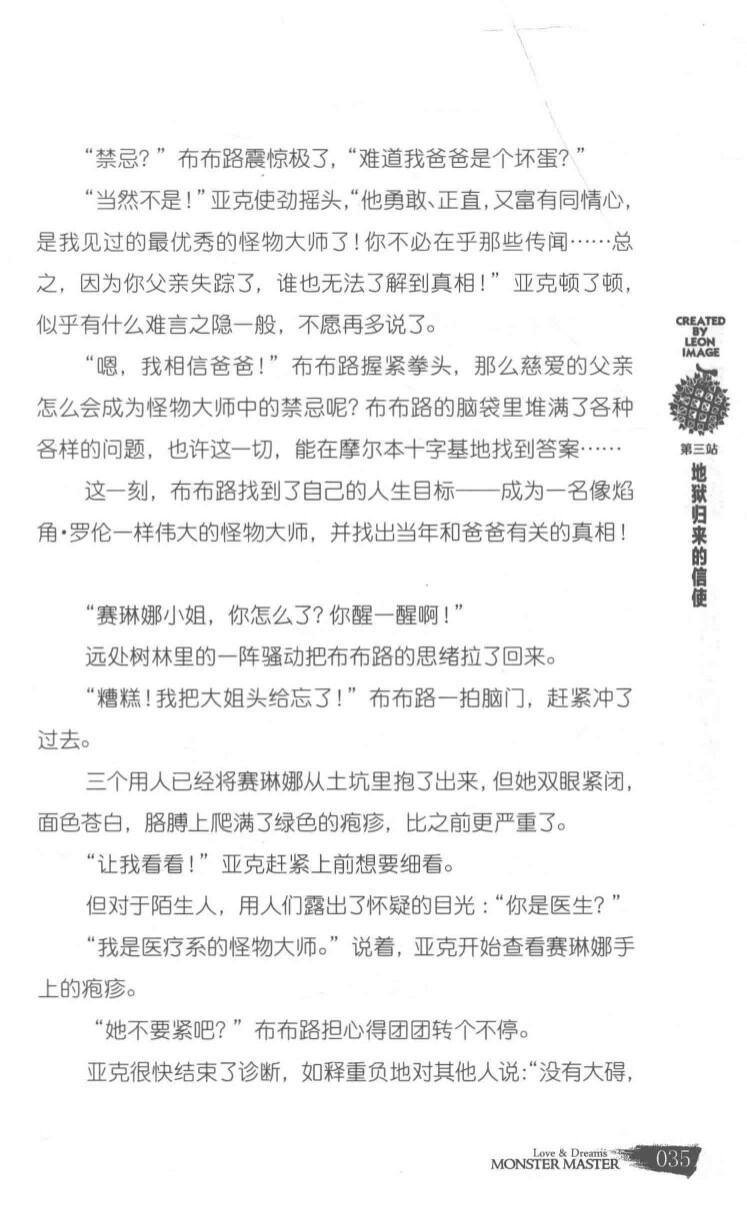 “禁忌？”布布路震惊极了，“难道我爸爸是个坏蛋？”
“当然不是！”亚克使劲摇头，“他勇敢、正直，又富有同情心，
是我见过的最优秀的怪物大师了！你不必在乎那些传闻……总
之，因为你父亲失踪了，谁也无法了解到真相！”亚克顿了顿，
似乎有什么难言之隐一般，不愿再多说了。
“嗯，我相信爸爸！”布布路握紧拳头，那么慈爱的父亲
怎么会成为怪物大师中的禁忌呢？布布路的脑袋里堆满了各种
各样的问题，也许这一切，能在摩尔本十字基地找到答案……
这一刻，布布路找到了自己的人生目标——成为一名像焰
角·罗伦一样伟大的怪物大师，并找出当年和爸爸有关的真相！
“赛琳娜小姐，你怎么了？你醒一醒啊！”
远处树林里的一阵骚动把布布路的思绪拉了回来。
“糟糕！我把大姐头给忘了！”布布路一拍脑门，赶紧冲了
过去。
三个用人已经将赛琳娜从土坑里抱了出来，但她双眼紧闭，
面色苍白，胳膊上爬满了绿色的疱疹，比之前更严重了。
“让我看看！”亚克赶紧上前想要细看。
但对于陌生人，用人们露出了怀疑的目光：“你是医生？”
“我是医疗系的怪物大师。”说着，亚克开始查看赛琳娜手
上的疱疹。
“她不要紧吧？”布布路担心得团团转个不停。
亚克很快结束了诊断，如释重负地对其他人说：“没有大碍，
CREATED
BY
LEON
IMAGE
第三站
地狱归来的信使
Love & Dreams
MONSTER MASTER
035